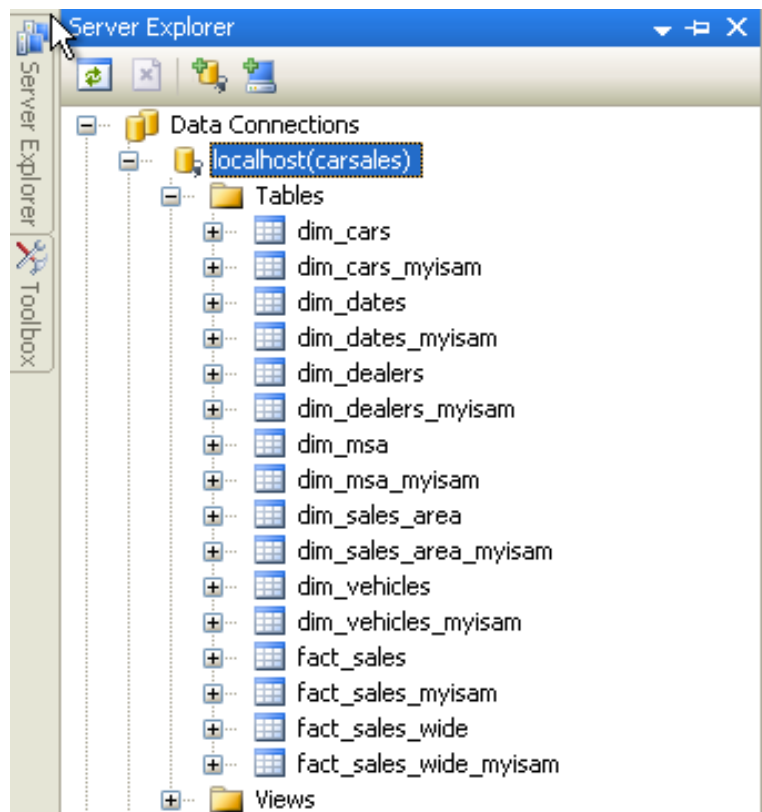 Server Explorer
Toolbox
Server Explorer
Data Connections
localhost(carsales)
Tables
dim_cars
dim_cars_myisam
dim_dates
dim_dates_myisam
dim_dealers
dim_dealers_myisam
dim_msa
dim_msa_myisam
dim_sales_area
dim_sales_area_myisam
dim_vehicles
dim_vehicles_myisam
fact_sales
fact_sales_myisam
fact_sales_wide
fact_sales_wide_myisam
Views